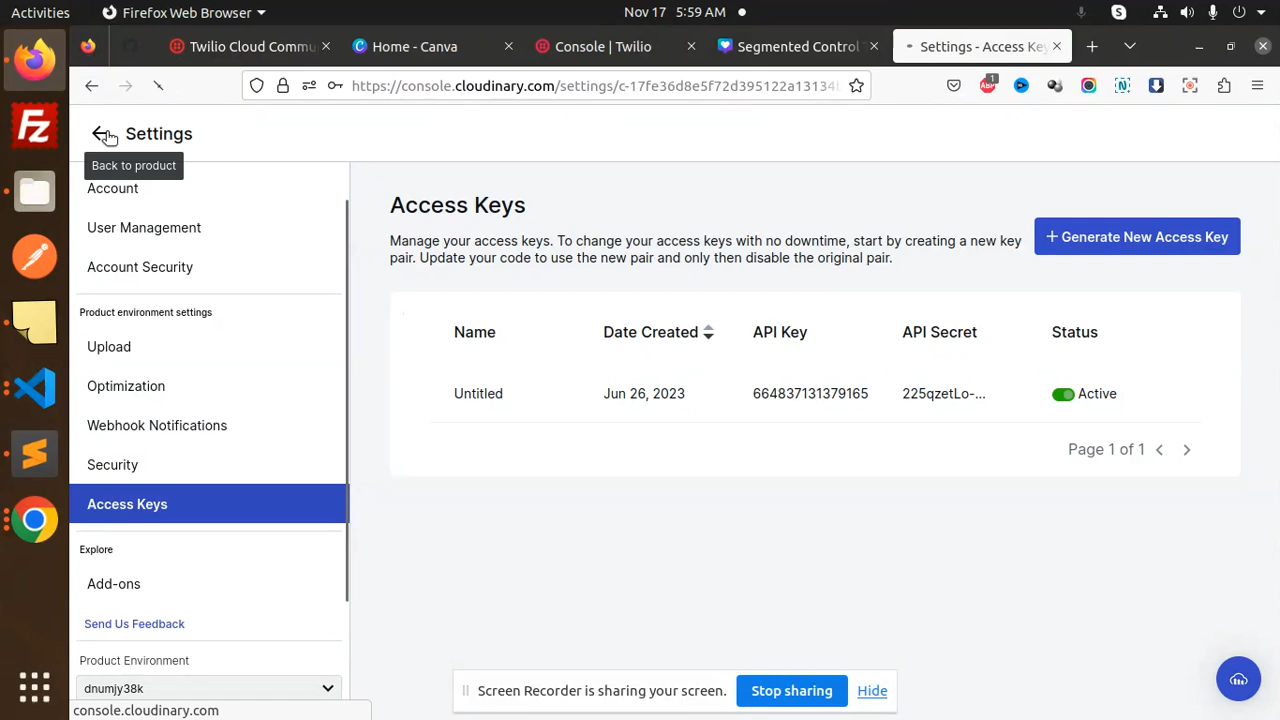 Activities
Firefox Web Browser
Nov 17 5:59 AM
Twilio Cloud Commu
Home - Canva
Console | Twilio
Segmented Control
Settings - Access Key
https://console.cloudinary.com/settings/c-17fe36d8e5f72d395122a13134b
1
Settings
Back to product
Account
User Management
Account Security
Product environment settings
Upload
Optimization
Webhook Notifications
Security
Access Keys
Explore
Add-ons
Send Us Feedback
Product Environment
dnumjy38k
console.cloudinary.com
Access Keys
Manage your access keys. To change your access keys with no downtime, start by creating a new key
pair. Update your code to use the new pair and only then disable the original pair.
+ Generate New Access Key
Name Date Created API Key API Secret Status
Untitled Jun 26, 2023 664837131379165 225qzetLo-... Active
Page 1 of 1
Screen Recorder is sharing your screen. Stop sharing Hide